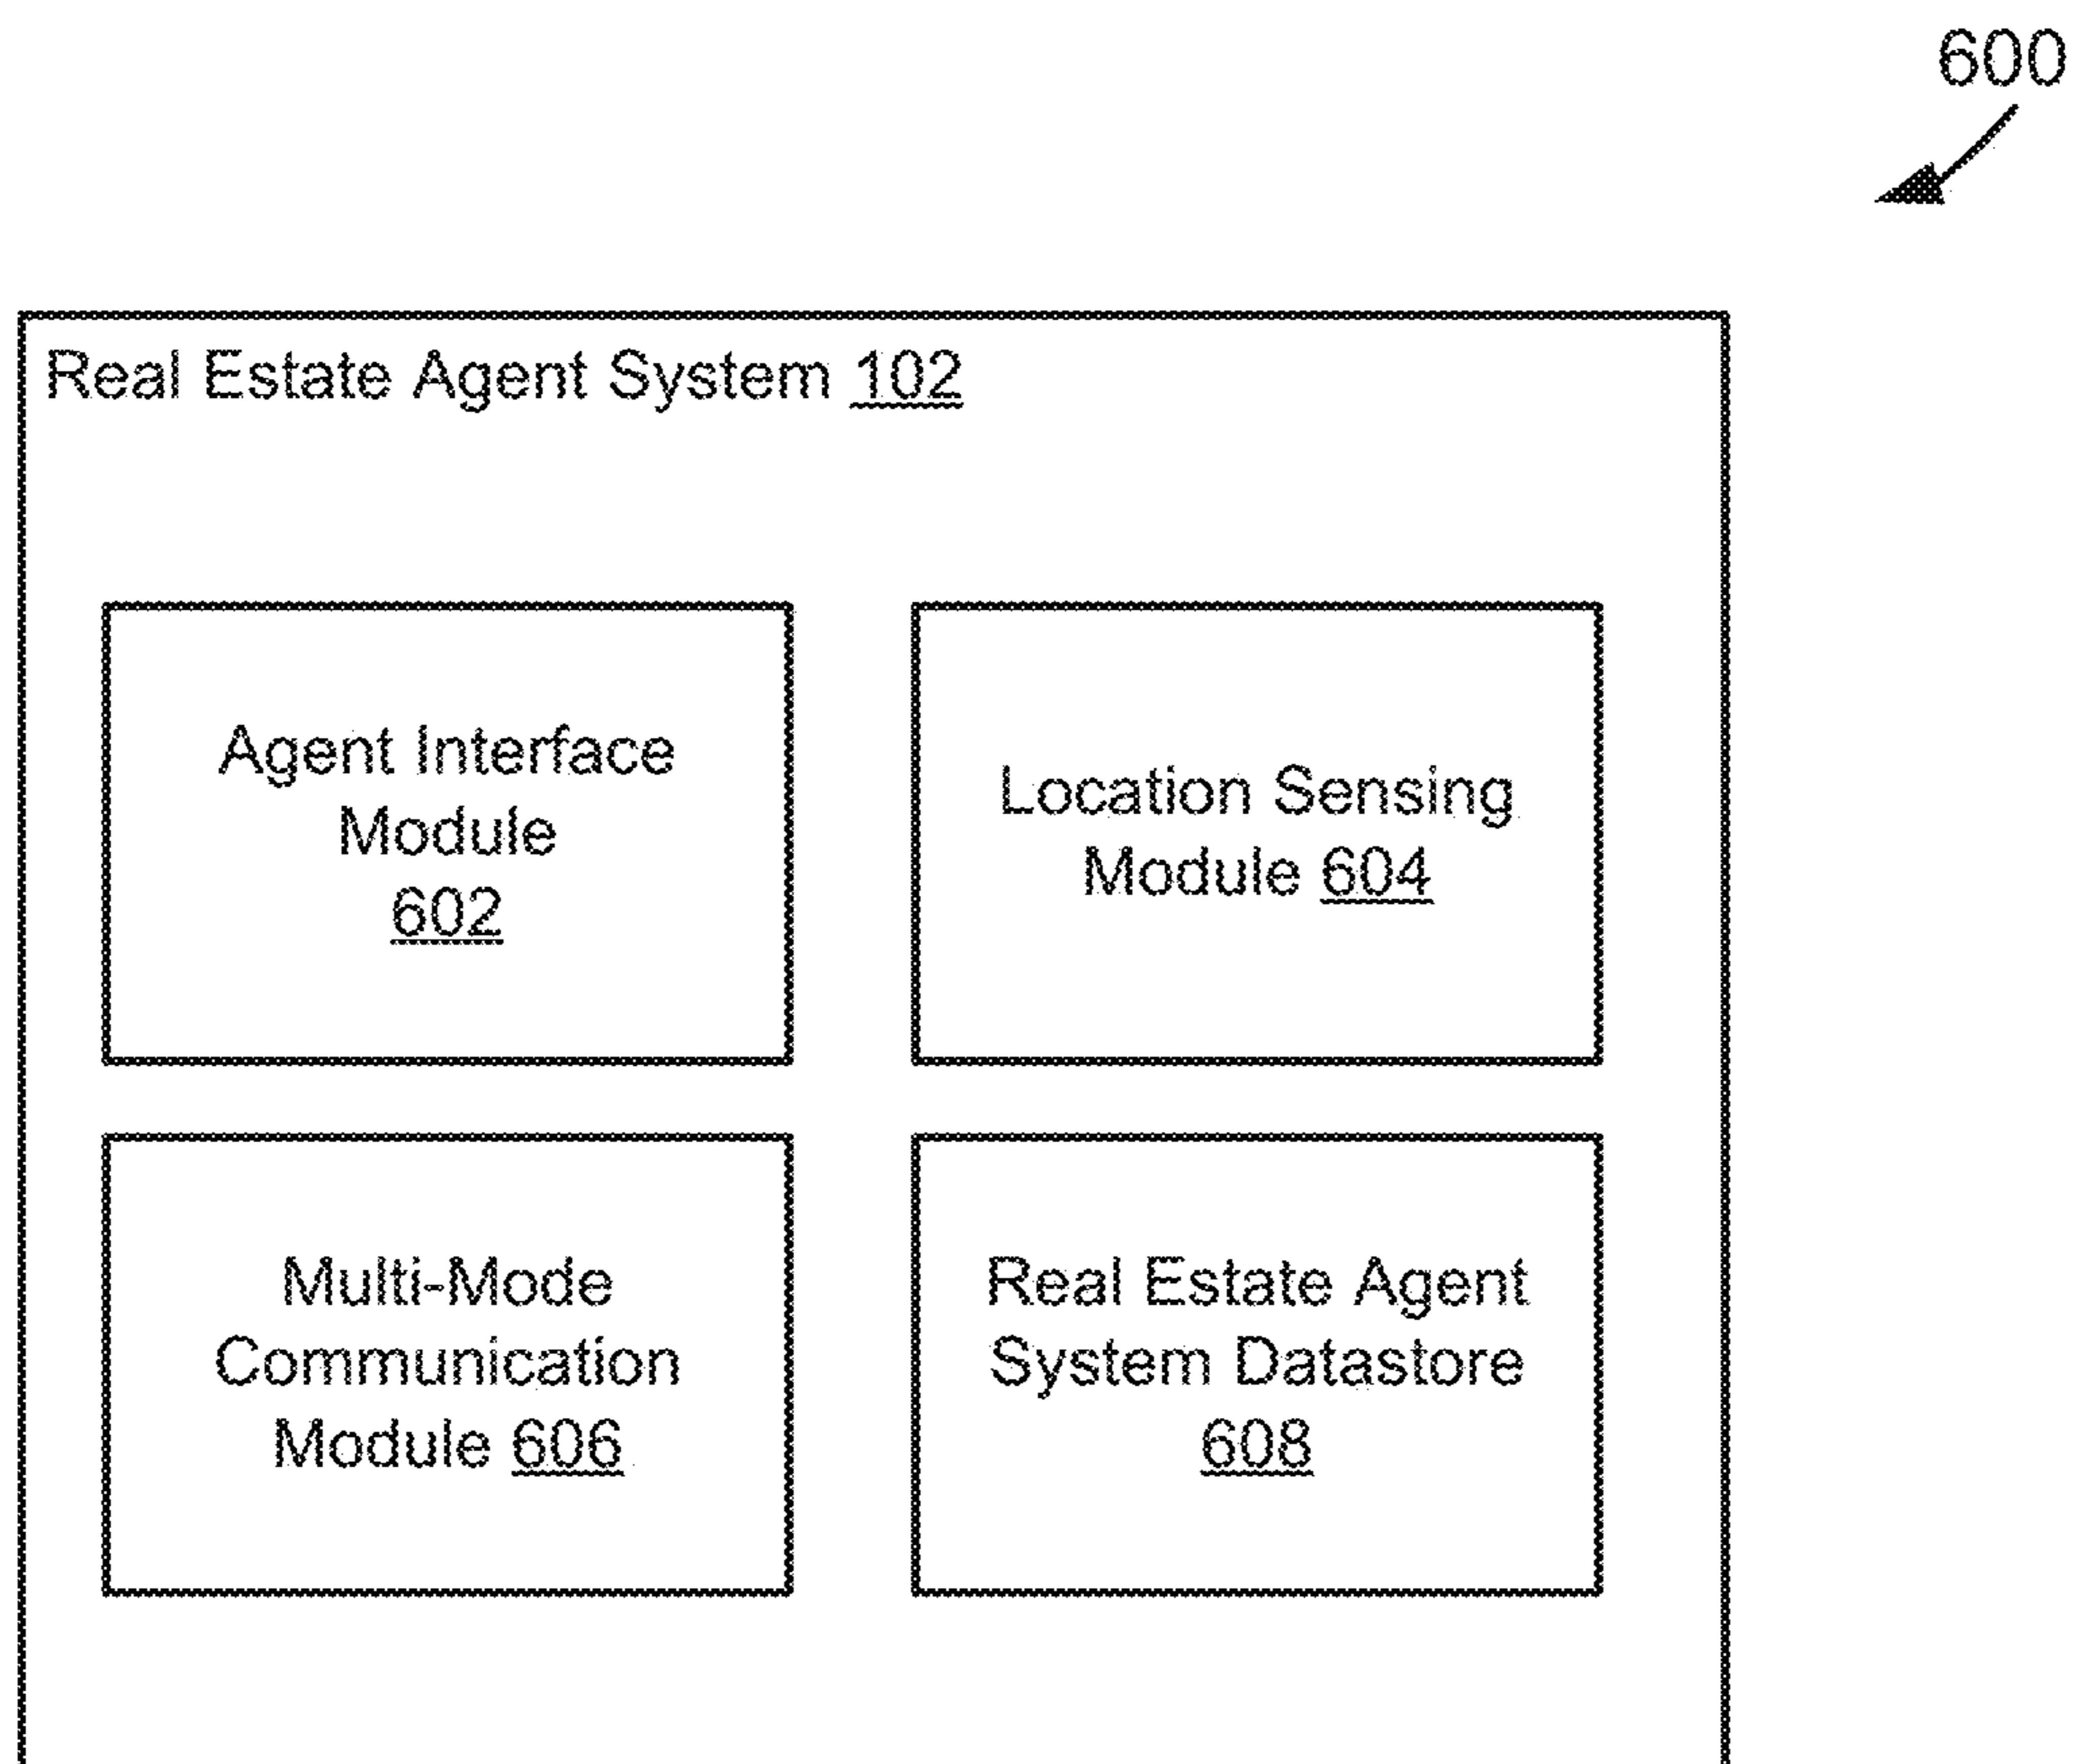 600
Real Estate Agent System 102
Agent Interface
Module
602
Location Sensing
Module 604
Multi-Mode
Communication
Module 606
Real Estate Agent
System Datastore
608